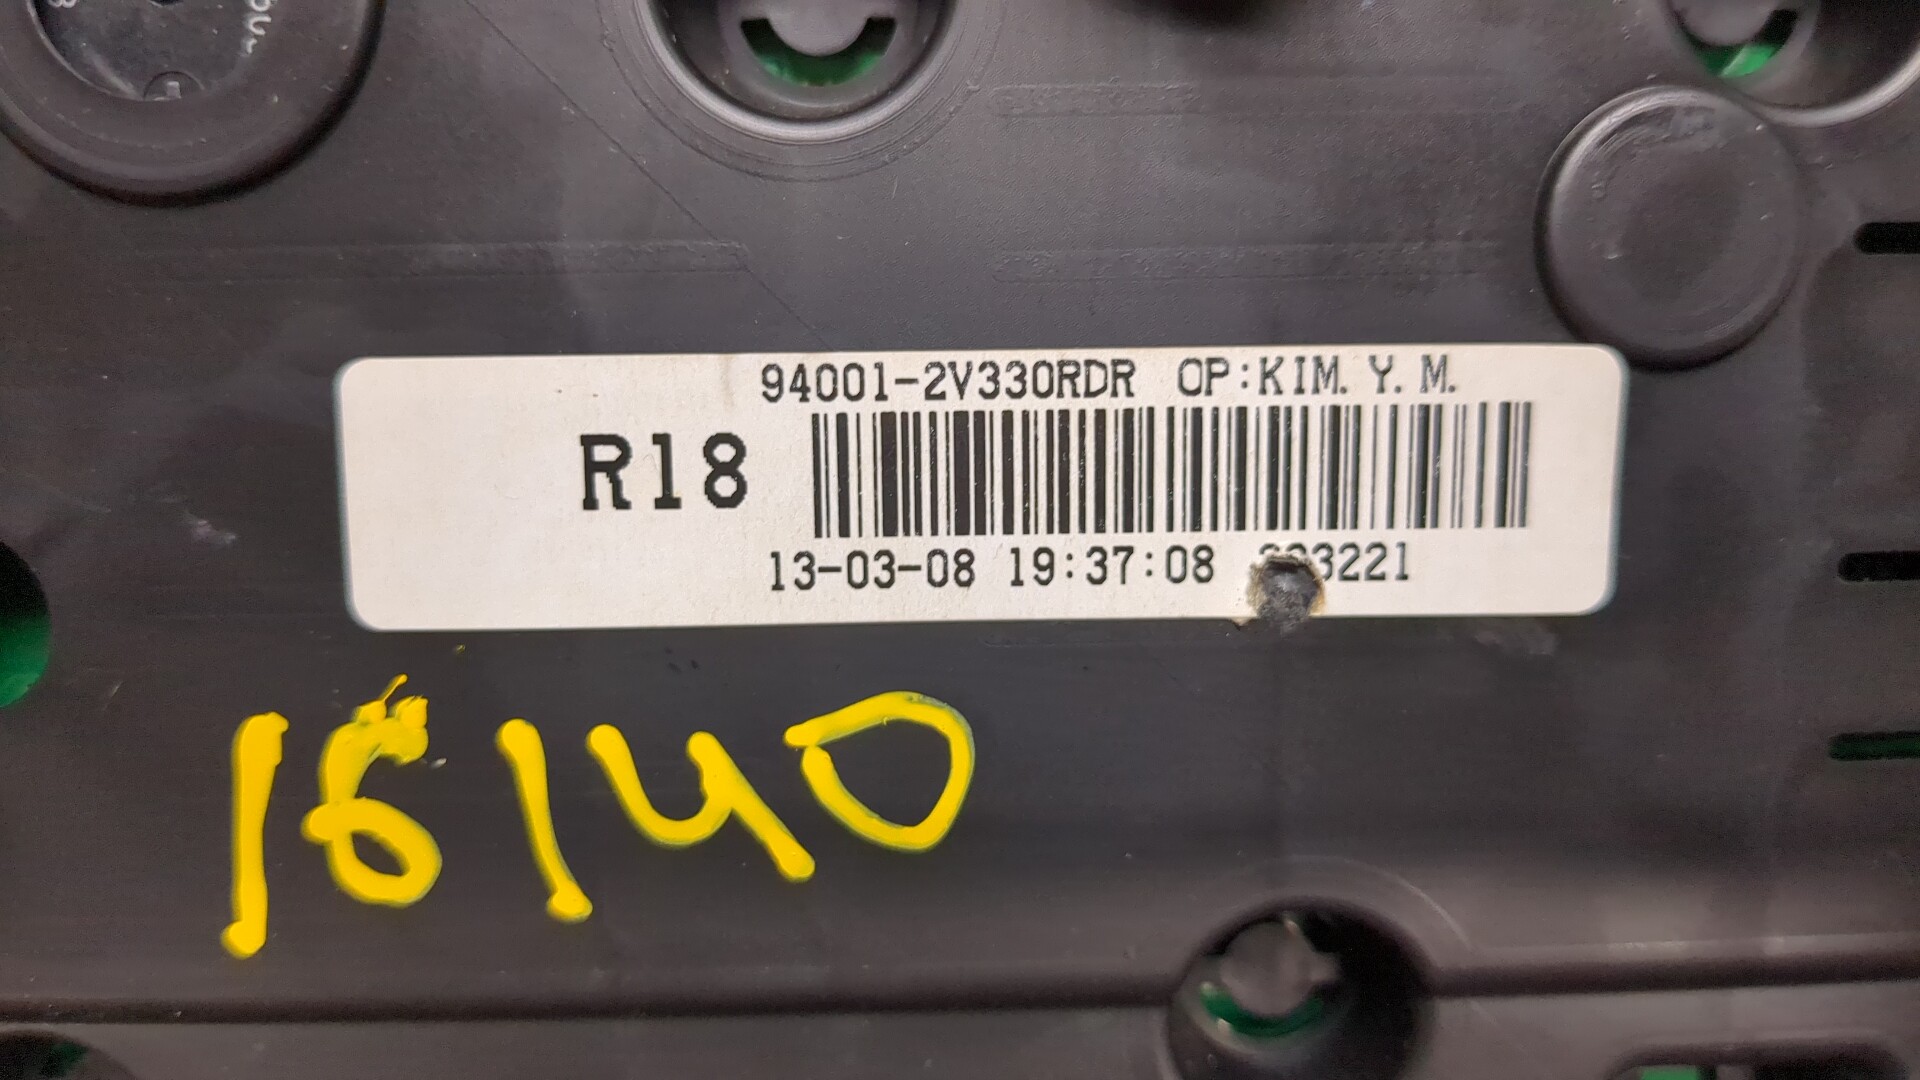 94001-2V330RDR OP:KIM. Y. M.
R18
13-03-08 19:37:08
16140